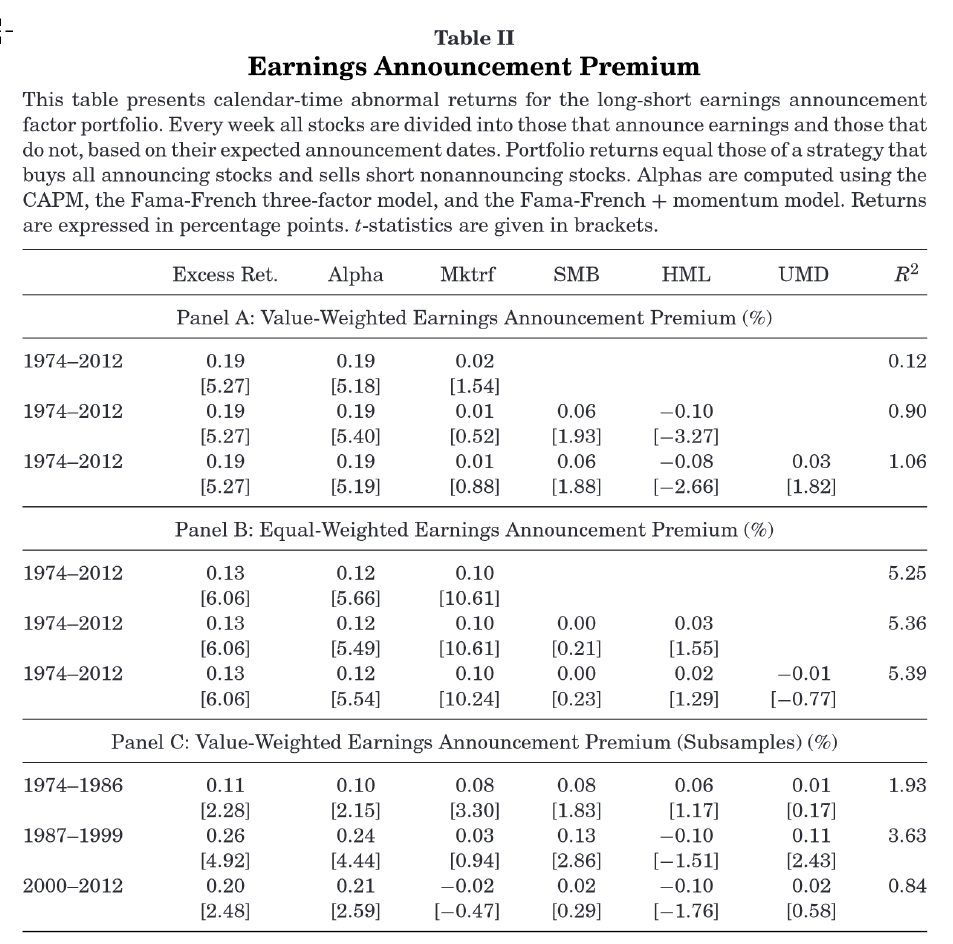 Table II
Earnings Announcement Premium
This table presents calendar-time abnormal returns for the long-short earnings announcement
factor portfolio. Every week all stocks are divided into those that announce earnings and those that
do not, based on their expected announcement dates. Portfolio returns equal those of a strategy that
buys all announcing stocks and sells short nonannouncing stocks. Alphas are computed using the
CAPM, the Fama-French three-factor model, and the Fama-French + momentum model. Returns
are expressed in percentage points. t-statistics are given in brackets.
Excess Ret. Alpha Mktrf SMB HML UMD R²
Panel A: Value-Weighted Earnings Announcement Premium (%)
1974–2012 0.19 0.19 0.02 0.12
[5.27] [5.18] [1.54]
1974–2012 0.19 0.19 0.01 0.06 −0.10 0.90
[5.27] [5.40] [0.52] [1.93] [−3.27]
1974–2012 0.19 0.19 0.01 0.06 −0.08 0.03 1.06
[5.27] [5.19] [0.88] [1.88] [−2.66] [1.82]
Panel B: Equal-Weighted Earnings Announcement Premium (%)
1974–2012 0.13 0.12 0.10 5.25
[6.06] [5.66] [10.61]
1974–2012 0.13 0.12 0.10 0.00 0.03 5.36
[6.06] [5.49] [10.61] [0.21] [1.55]
1974–2012 0.13 0.12 0.10 0.00 0.02 −0.01 5.39
[6.06] [5.54] [10.24] [0.23] [1.29] [−0.77]
Panel C: Value-Weighted Earnings Announcement Premium (Subsamples) (%)
1974–1986 0.11 0.10 0.08 0.08 0.06 0.01 1.93
[2.28] [2.15] [3.30] [1.83] [1.17] [0.17]
1987–1999 0.26 0.24 0.03 0.13 −0.10 0.11 3.63
[4.92] [4.44] [0.94] [2.86] [−1.51] [2.43]
2000–2012 0.20 0.21 −0.02 0.02 −0.10 0.02 0.84
[2.48] [2.59] [−0.47] [0.29] [−1.76] [0.58]